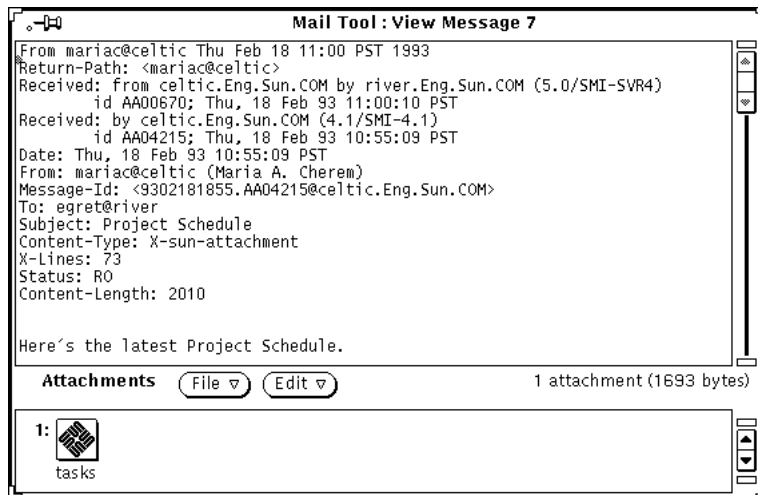 Mail Tool : View Message 7
From mariac@celtic Thu Feb 18 11:00 PST 1993
Return-Path: <mariac@celtic>
Received: from celtic.Eng.Sun.COM by river.Eng.Sun.COM (5.0/SMI-SVR4)
id AA00670; Thu, 18 Feb 93 11:00:10 PST
Received: by celtic.Eng.Sun.COM (4.1/SMI-4.1)
id AA04215; Thu, 18 Feb 93 10:55:09 PST
Date: Thu, 18 Feb 93 10:55:09 PST
From: mariac@celtic (Maria A. Cherem)
Message-Id: <9302181855.AA04215@celtic.Eng.Sun.COM>
To: egret@river
Subject: Project Schedule
Content-Type: X-sun-attachment
X-Lines: 73
Status: RO
Content-Length: 2010
Here´s the latest Project Schedule.
Attachments File Edit 1 attachment (1693 bytes)
1:
tasks